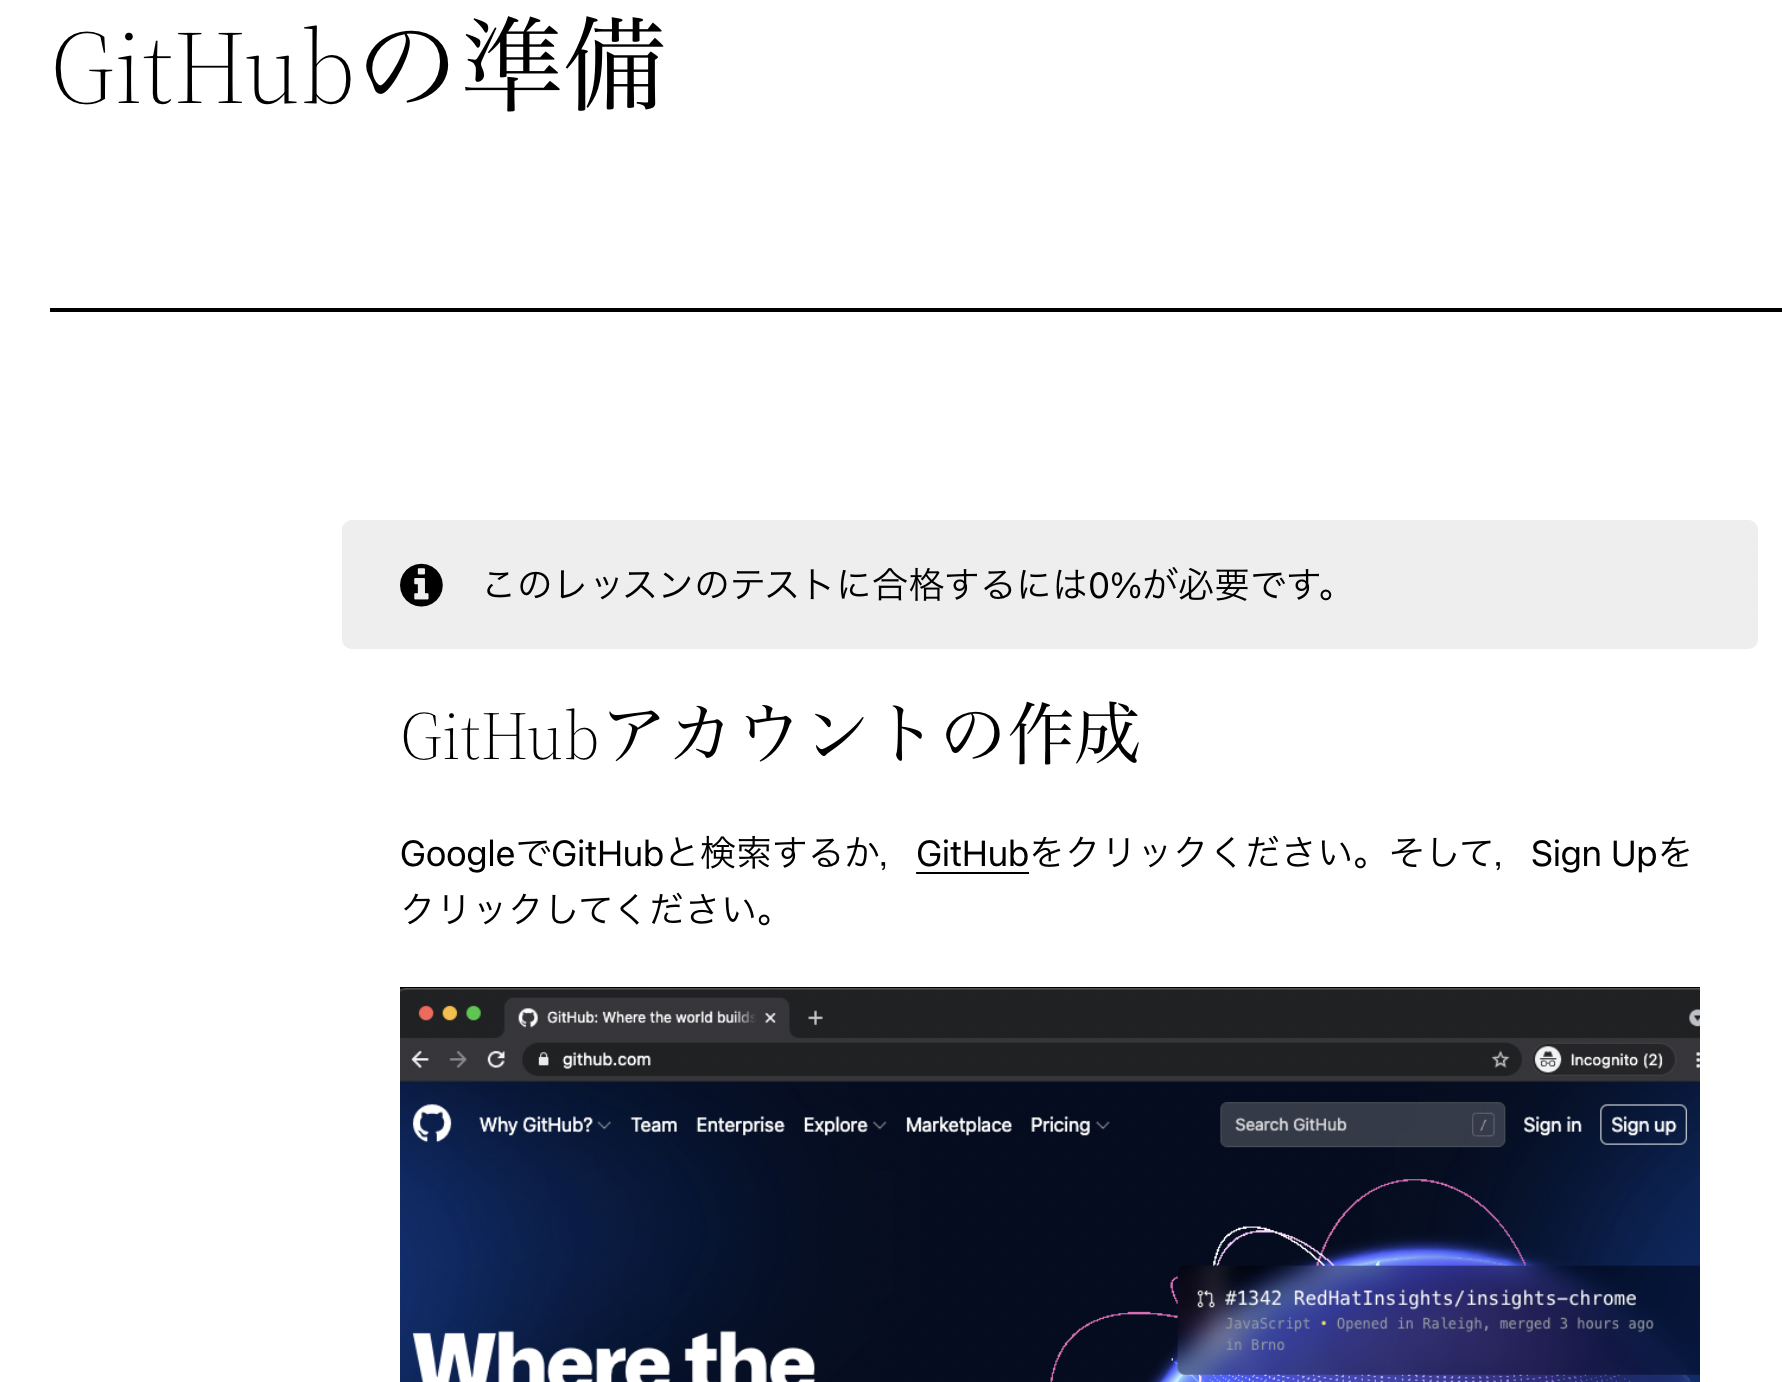 GitHubの準備
このレッスンのテストに合格するには0%が必要です。
GitHubアカウントの作成
GoogleでGitHubと検索するか，GitHubをクリックください。そして，Sign Upを
クリックしてください。
GitHub: Where the world builds
github.com
Incognito (2)
Why GitHub? Team Enterprise Explore Marketplace Pricing Search GitHub / Sign in Sign up
#1342 RedHatInsights/insights-chrome
JavaScript • Opened in Raleigh, merged 3 hours ago
in Brno
Where the